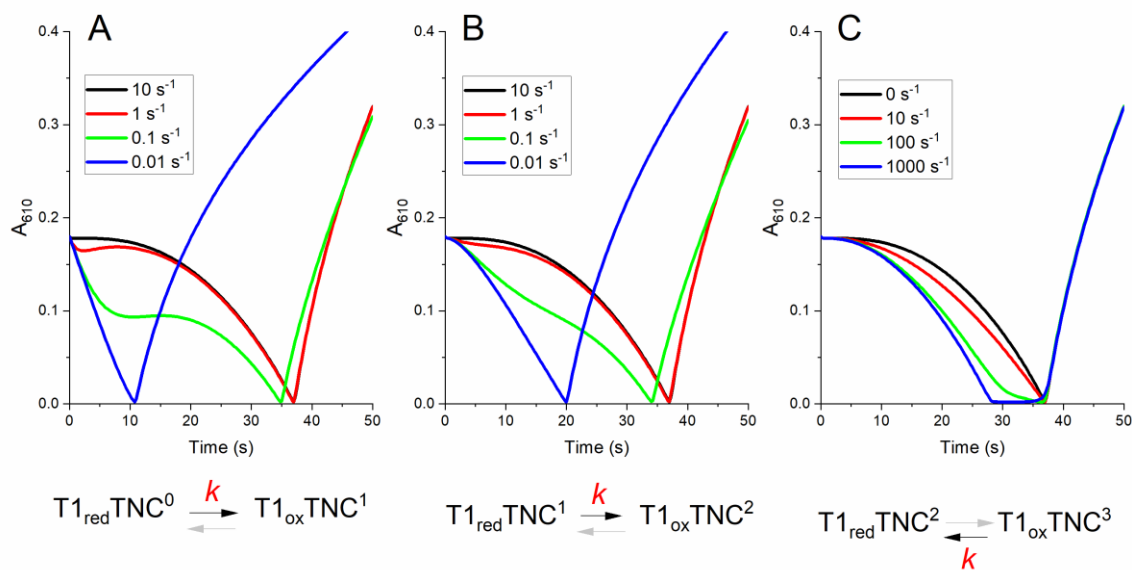 A
A₆₁₀
0.4
0.3
0.2
0.1
0.0
10 s⁻¹
1 s⁻¹
0.1 s⁻¹
0.01 s⁻¹
0 10 20 30 40 50
Time (s)
T1redTNC⁰ k T1oxTNC¹
B
A₆₁₀
0.4
0.3
0.2
0.1
0.0
10 s⁻¹
1 s⁻¹
0.1 s⁻¹
0.01 s⁻¹
0 10 20 30 40 50
Time (s)
T1redTNC¹ k T1oxTNC²
C
A₆₁₀
0.4
0.3
0.2
0.1
0.0
0 s⁻¹
10 s⁻¹
100 s⁻¹
1000 s⁻¹
0 10 20 30 40 50
Time (s)
T1redTNC² T1oxTNC³
k